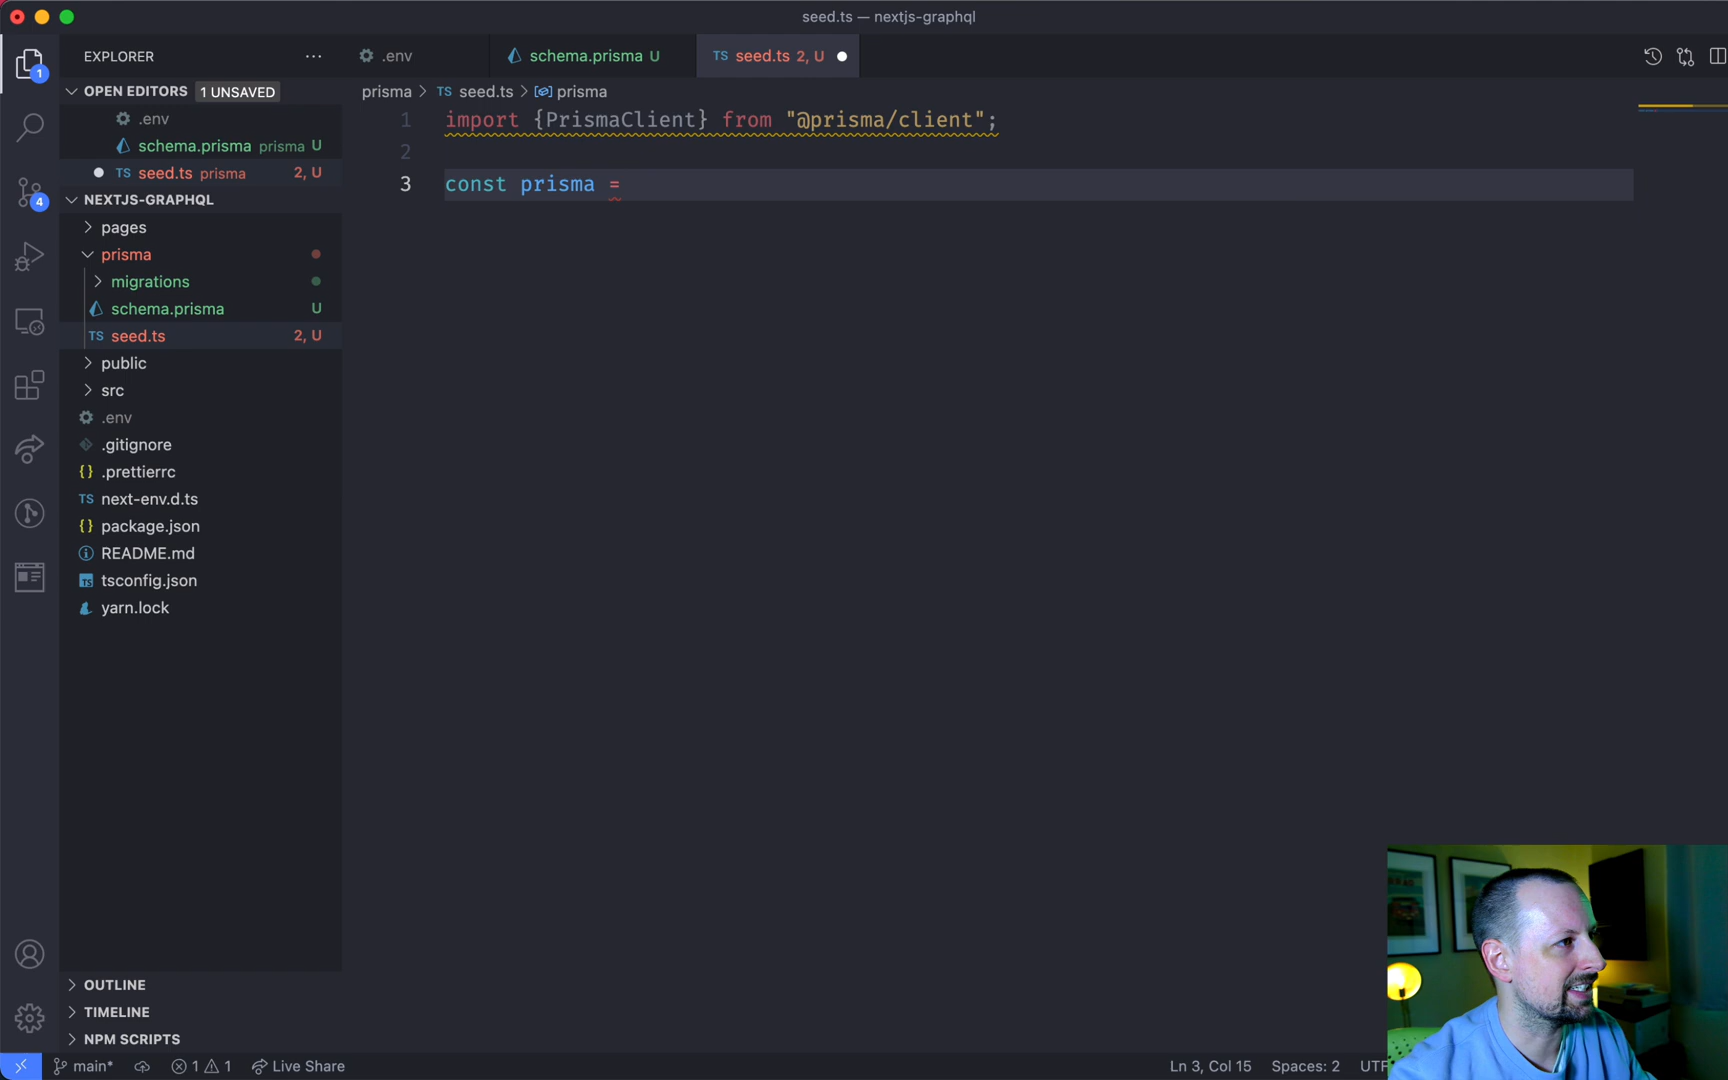 seed.ts — nextjs-graphql
EXPLORER
.env
schema.prisma U
TS seed.ts 2, U
1
OPEN EDITORS 1 UNSAVED
prisma > TS seed.ts > prisma
.env
1 import {PrismaClient} from "@prisma/client";
schema.prisma prisma U
2
TS seed.ts prisma 2, U
3 const prisma =
4
NEXTJS-GRAPHQL
pages
prisma
migrations
schema.prisma U
TS seed.ts 2, U
public
src
.env
.gitignore
{} .prettierrc
TS next-env.d.ts
{} package.json
README.md
TS tsconfig.json
yarn.lock
OUTLINE
TIMELINE
NPM SCRIPTS
main* 1 1 Live Share
Ln 3, Col 15 Spaces: 2 UTF